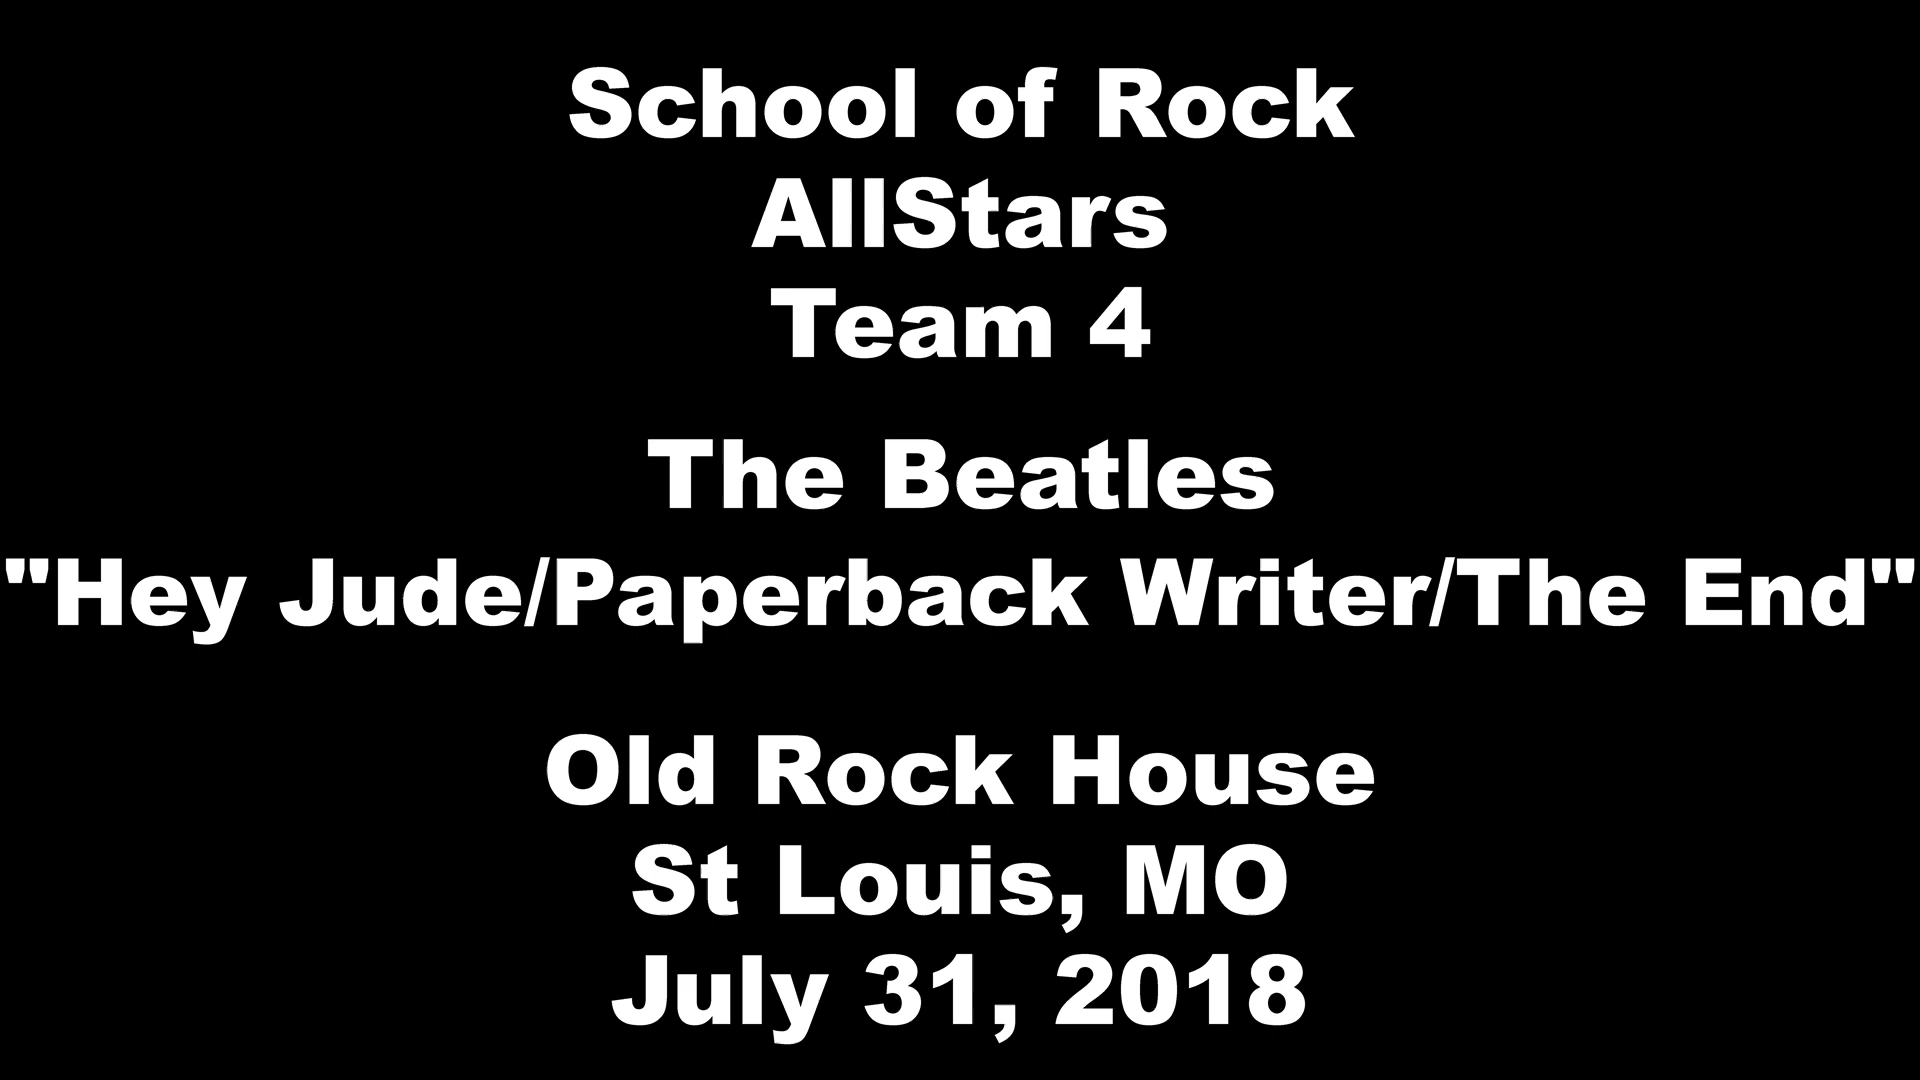 School of Rock
AllStars
Team 4
The Beatles
"Hey Jude/Paperback Writer/The End"
Old Rock House
St Louis, MO
July 31, 2018